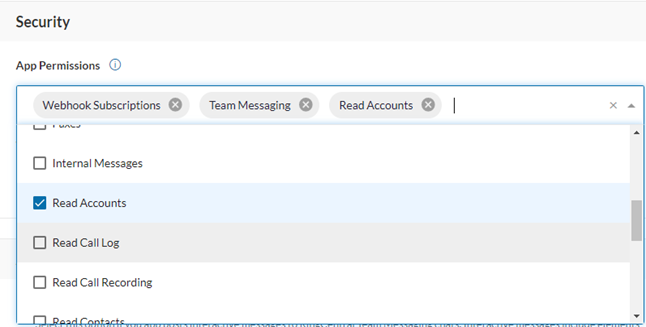 Security
App Permissions
Webhook Subscriptions Team Messaging Read Accounts
Faxes
Internal Messages
Read Accounts
Read Call Log
Read Call Recording
Read Contacts